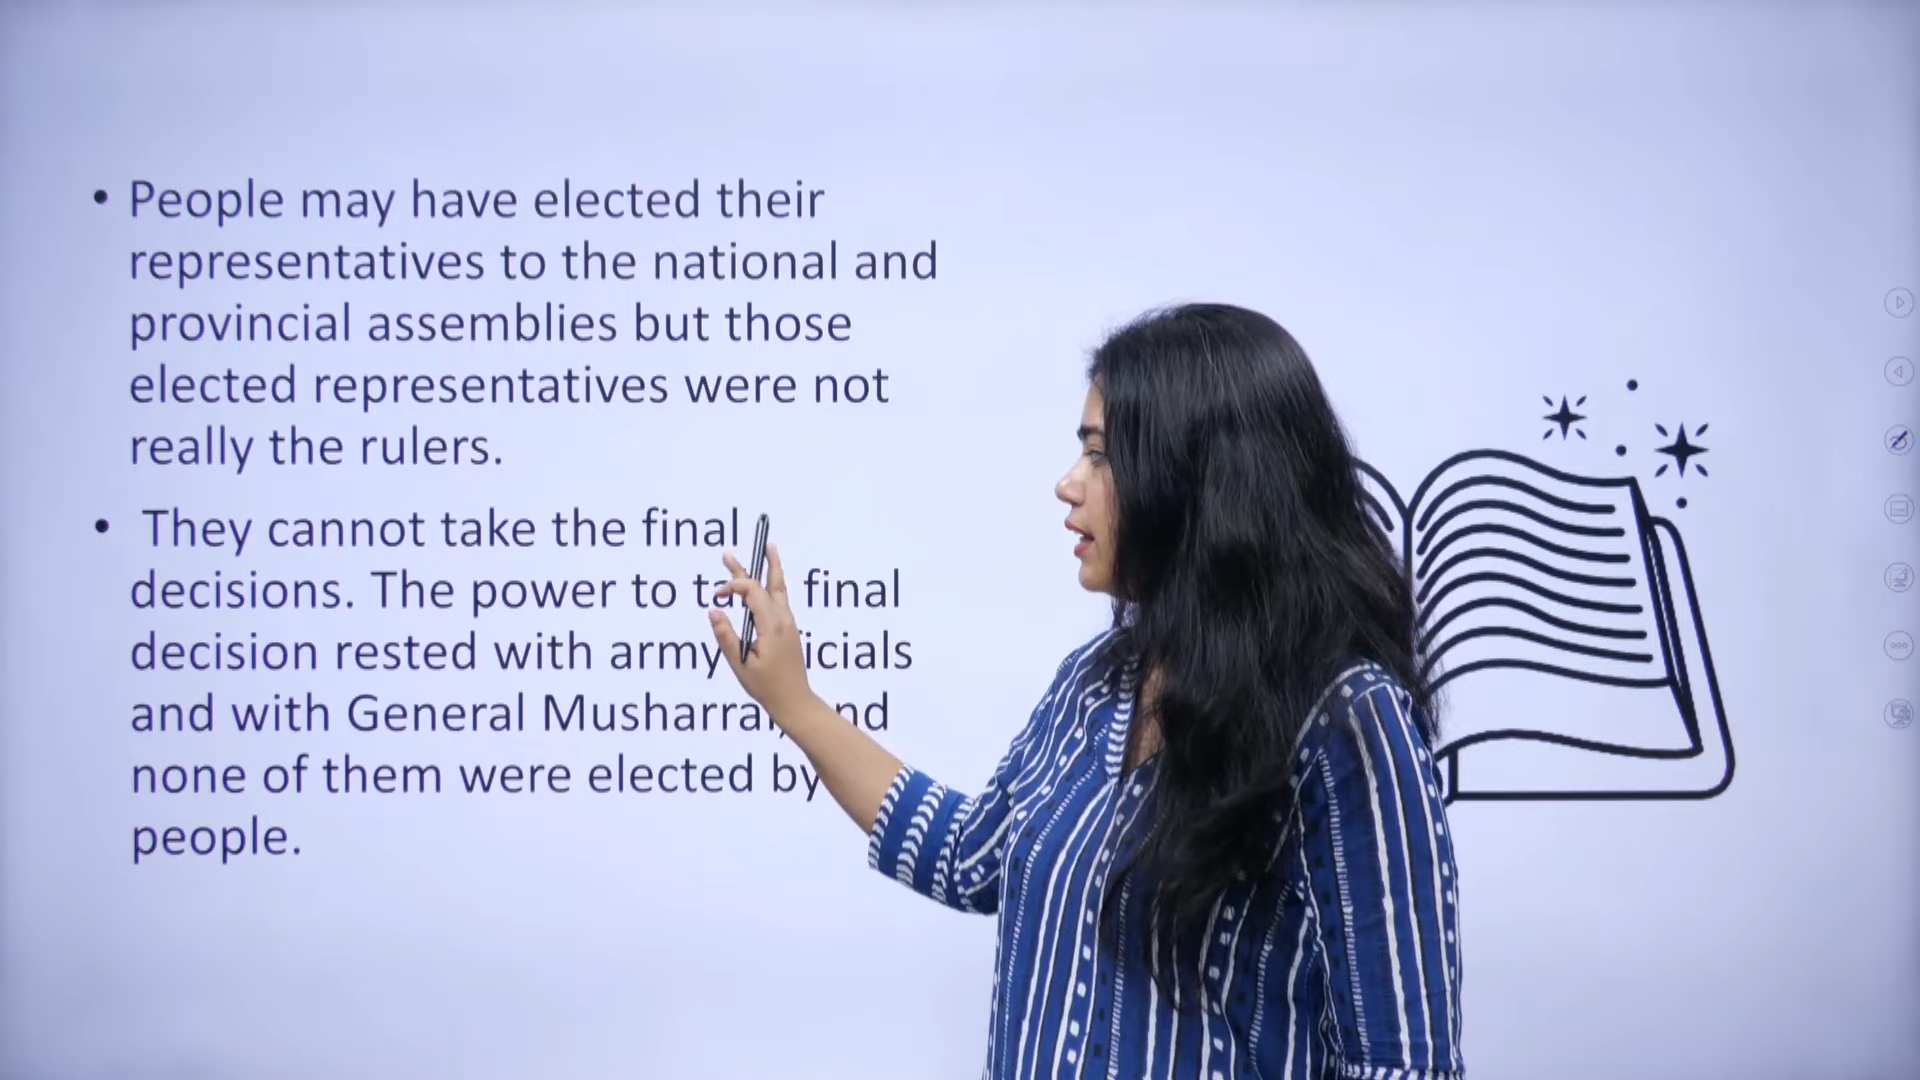 • People may have elected their
representatives to the national and
provincial assemblies but those
elected representatives were not
really the rulers.
• They cannot take the final
decisions. The power to final
decision rested with army
and with General
none of them were elected by
people.